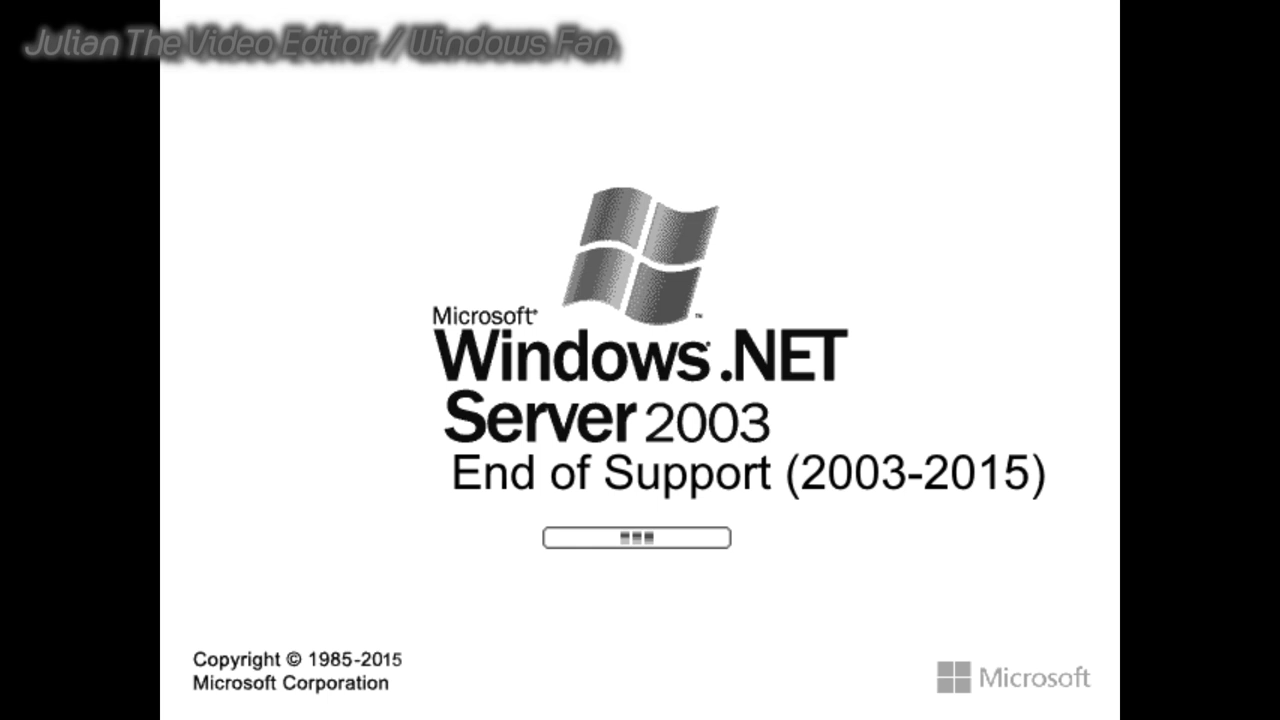 Julian The Video Editor / Windows Fan
Microsoft®
Windows .NET
Server 2003
™
End of Support (2003-2015)
Copyright © 1985-2015
Microsoft Corporation
Microsoft